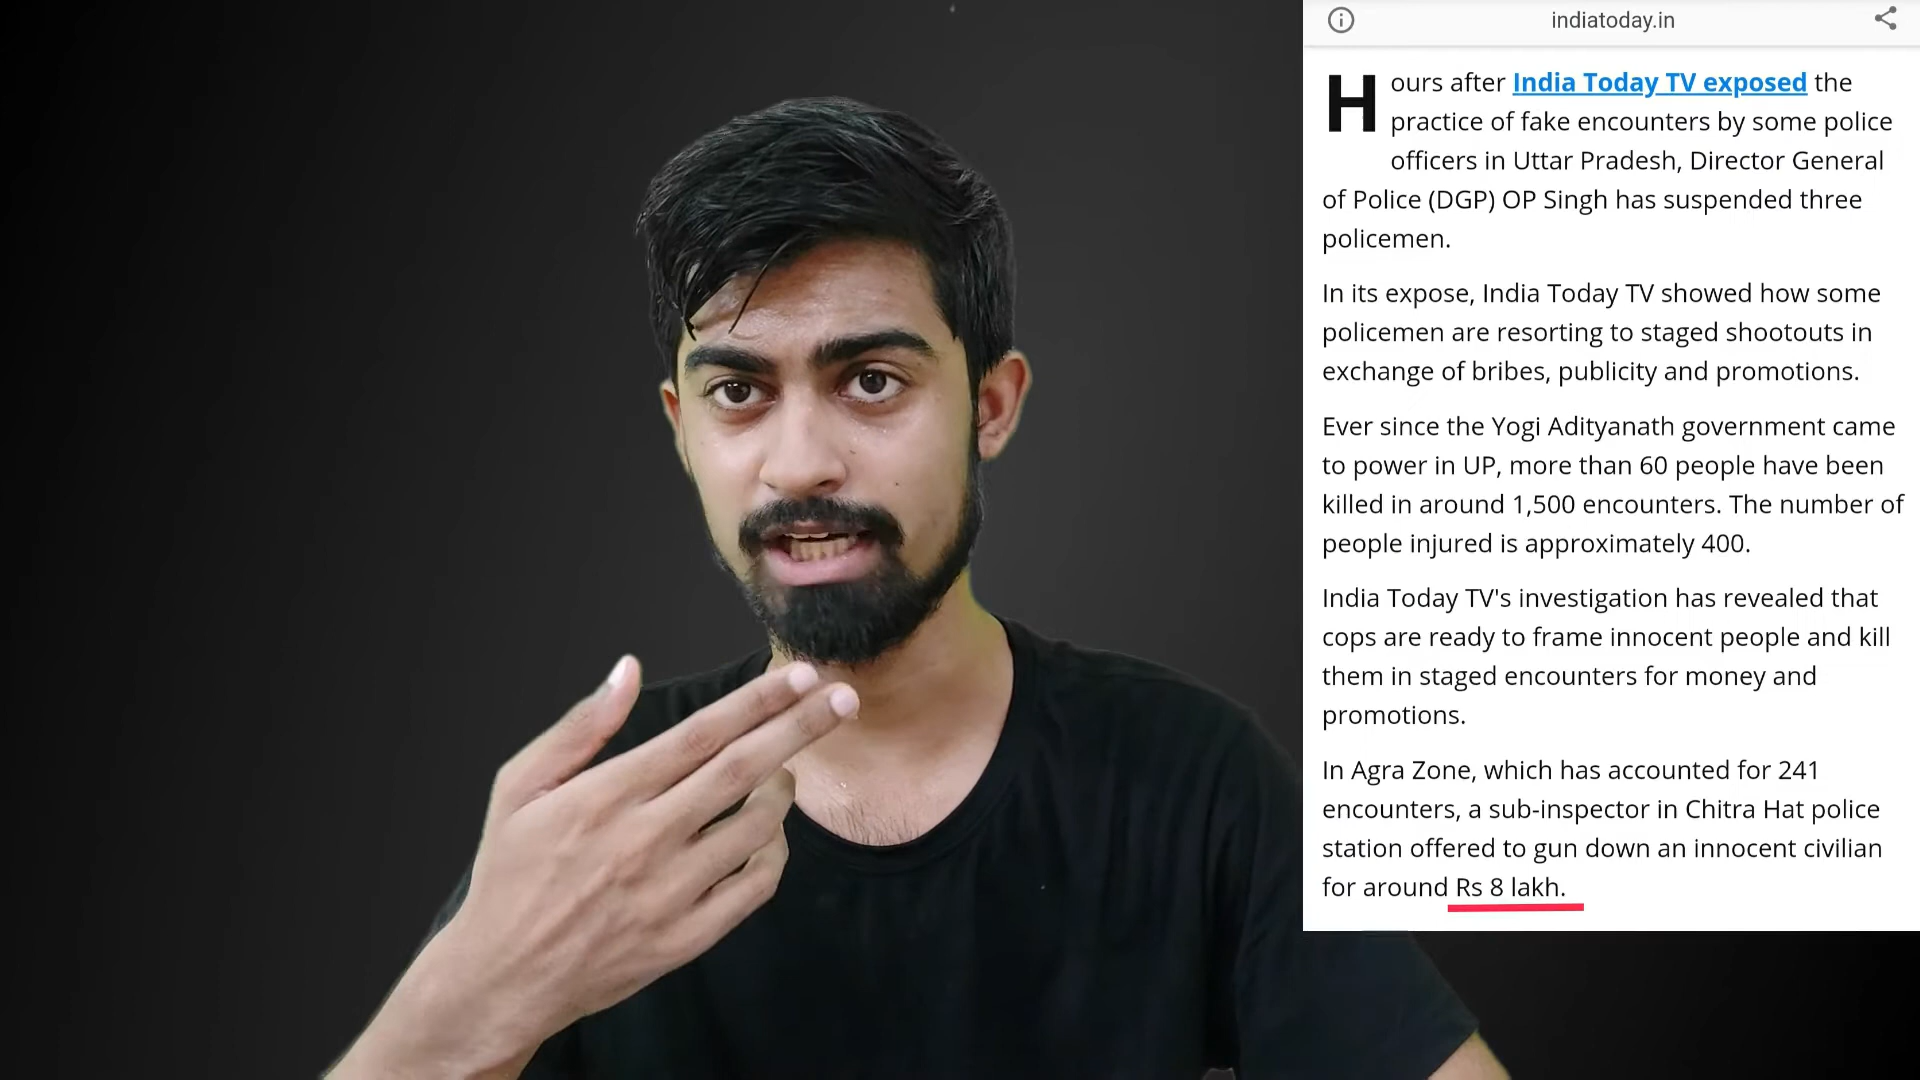 indiatoday.in
Hours after India Today TV exposed the
practice of fake encounters by some police
officers in Uttar Pradesh, Director General
of Police (DGP) OP Singh has suspended three
policemen.
In its expose, India Today TV showed how some
policemen are resorting to staged shootouts in
exchange of bribes, publicity and promotions.
Ever since the Yogi Adityanath government came
to power in UP, more than 60 people have been
killed in around 1,500 encounters. The number of
people injured is approximately 400.
India Today TV's investigation has revealed that
cops are ready to frame innocent people and kill
them in staged encounters for money and
promotions.
In Agra Zone, which has accounted for 241
encounters, a sub-inspector in Chitra Hat police
station offered to gun down an innocent civilian
for around Rs 8 lakh.